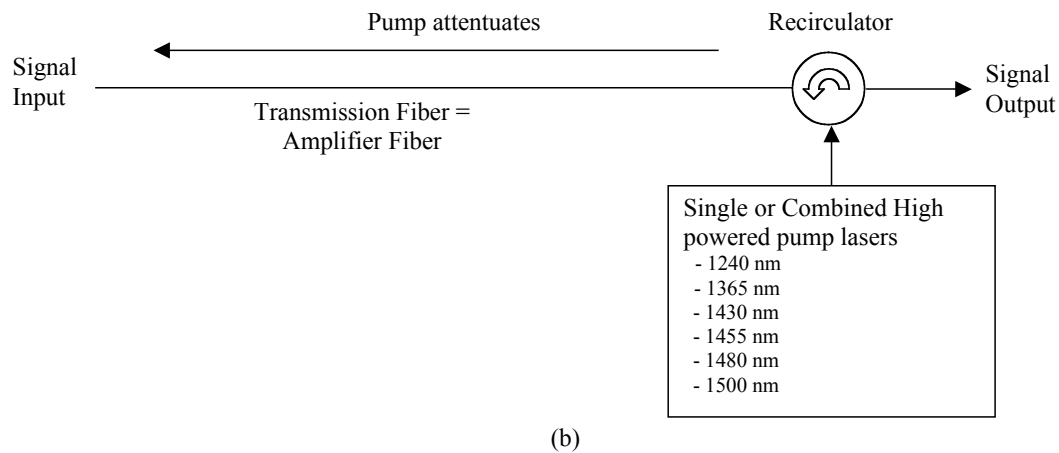 Pump attentuates
Recirculator
Signal
Input
Signal
Output
Transmission Fiber =
Amplifier Fiber
Single or Combined High
powered pump lasers
- 1240 nm
- 1365 nm
- 1430 nm
- 1455 nm
- 1480 nm
- 1500 nm
(b)